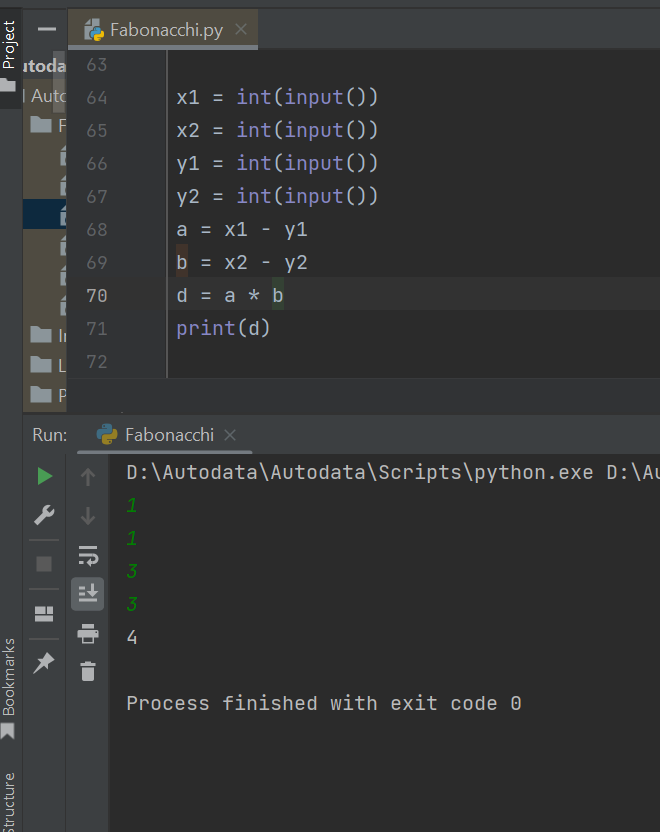 Project
Fabonacchi.py
utoda
Auto
F
I
L
P
63
64 x1 = int(input())
65 x2 = int(input())
66 y1 = int(input())
67 y2 = int(input())
68 a = x1 - y1
69 b = x2 - y2
70 d = a * b
71 print(d)
72
Run: Fabonacchi
D:\Autodata\Autodata\Scripts\python.exe D:\Au
1
1
3
3
4
Process finished with exit code 0
Bookmarks
Structure